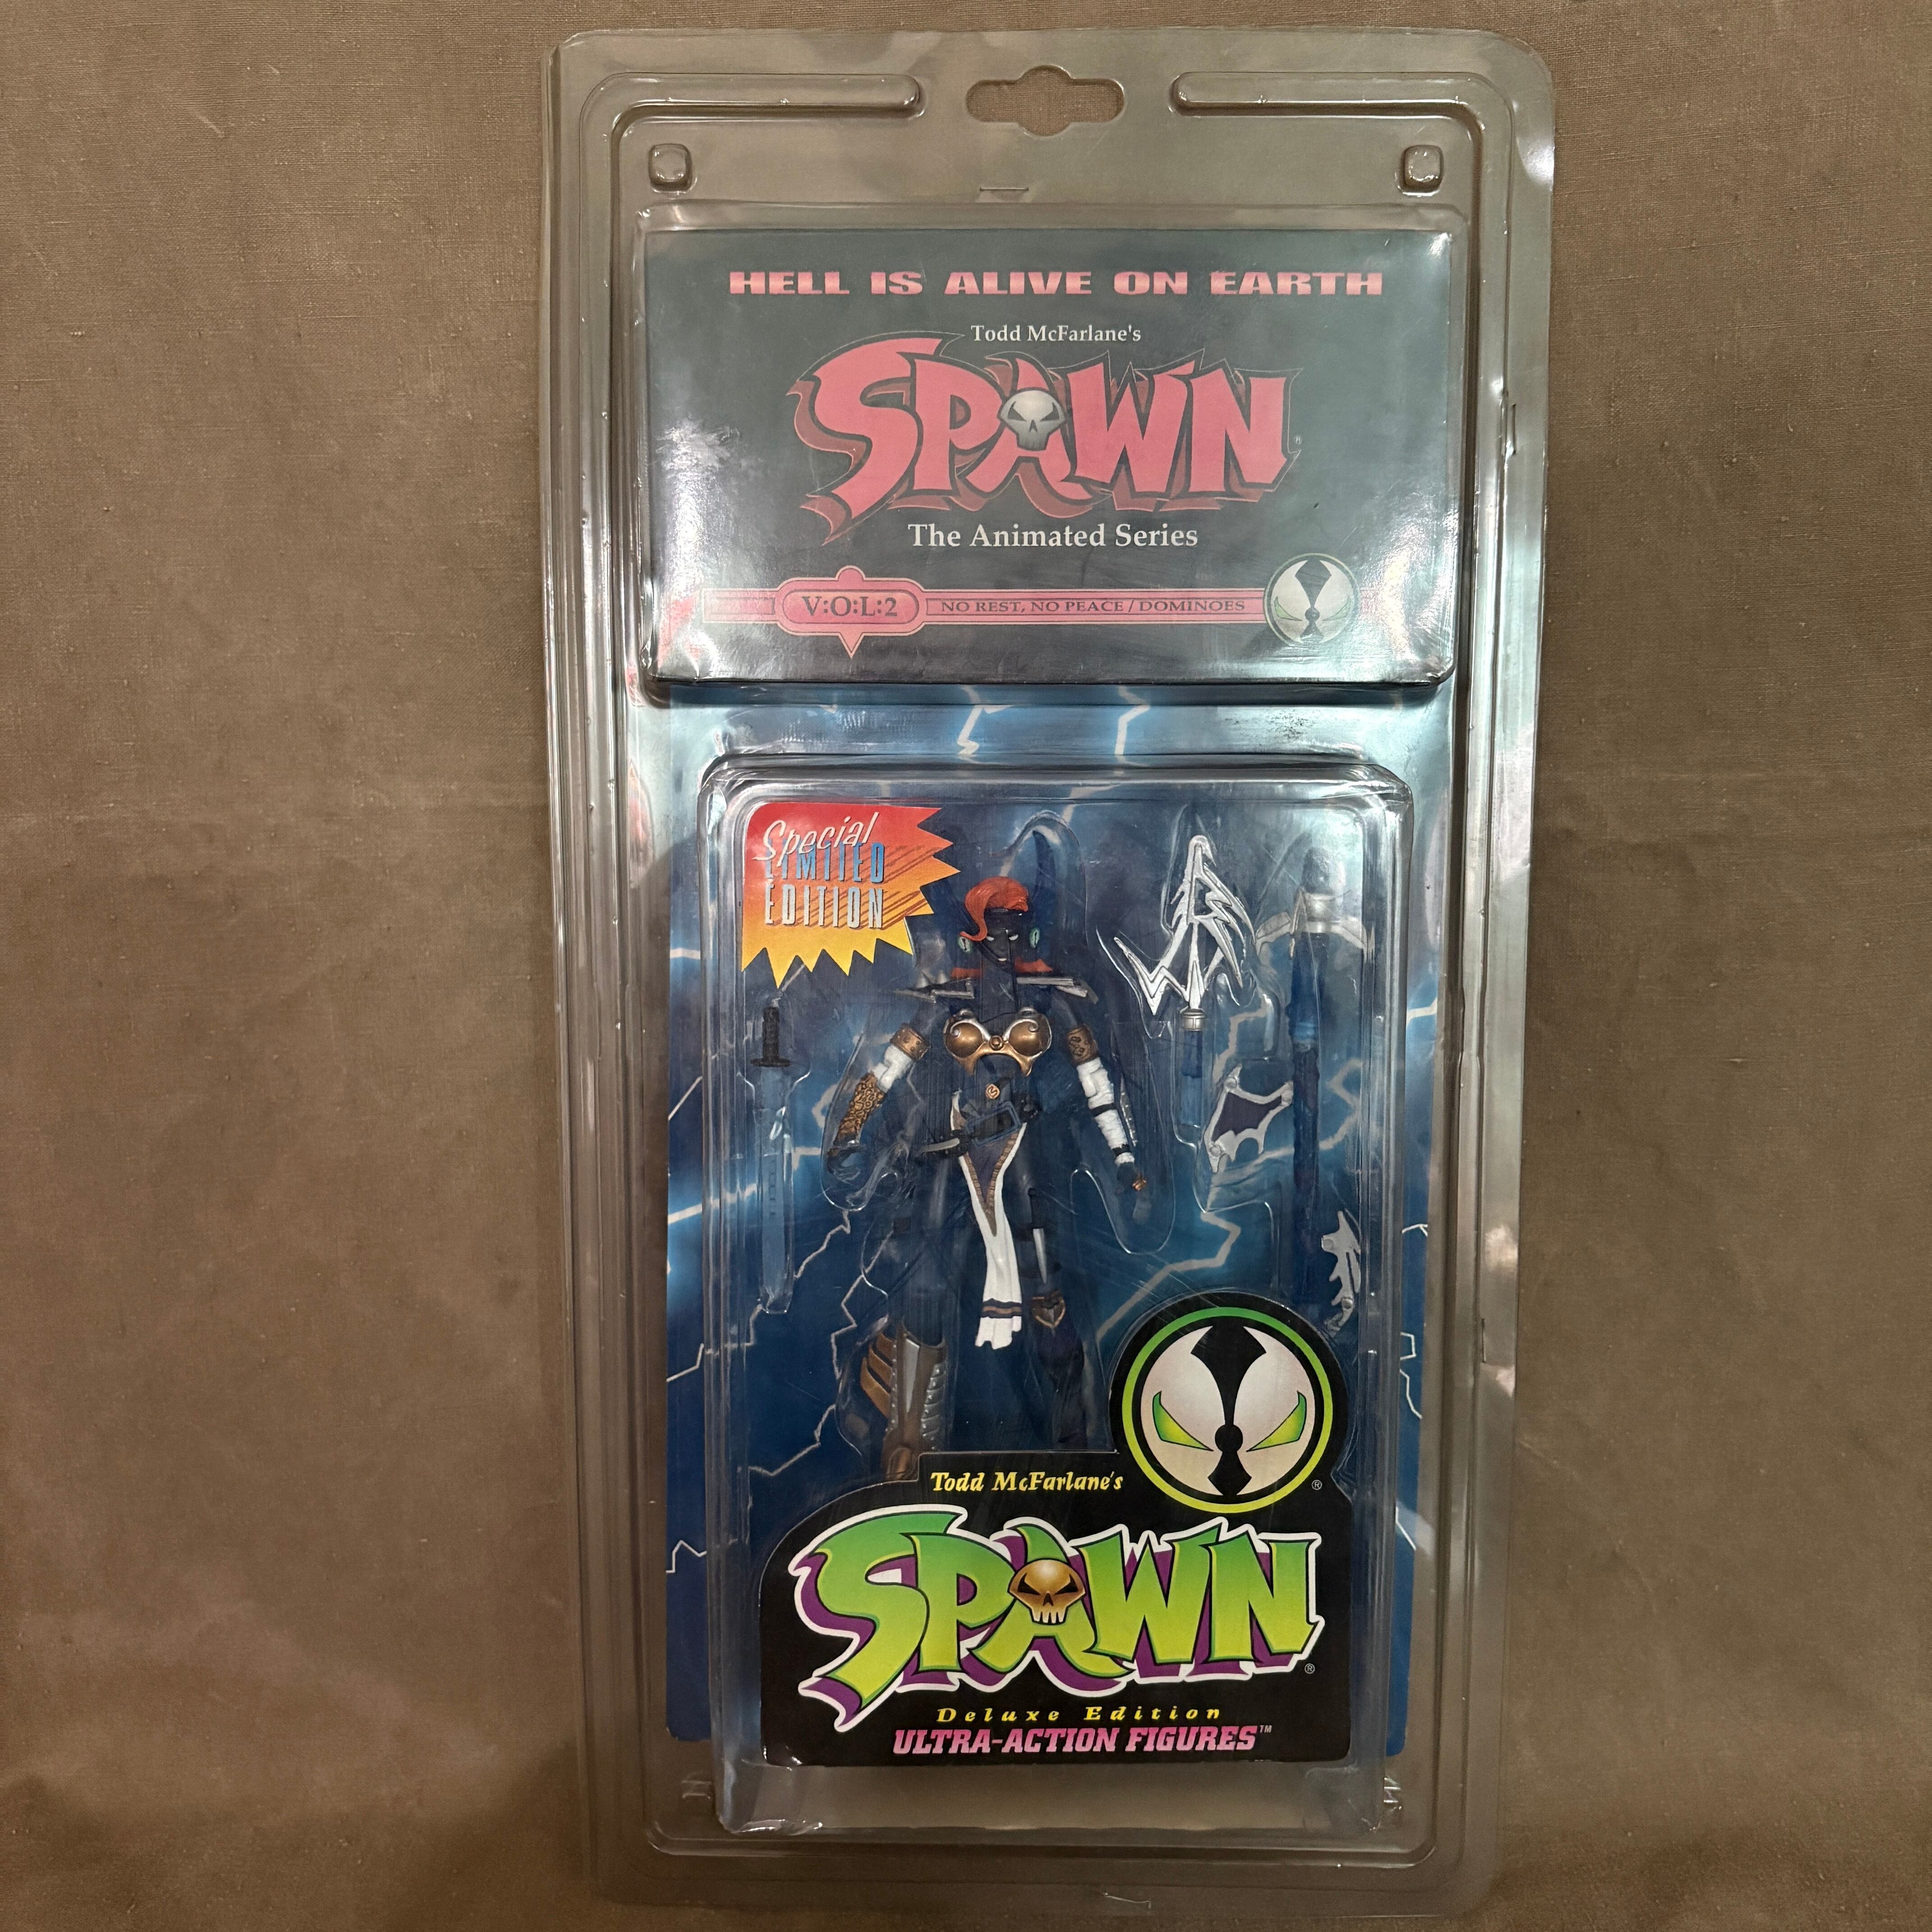 HELL IS ALIVE ON EARTH
Todd McFarlane's
SPAWN®
The Animated Series
V:O:L:2 NO REST, NO PEACE / DOMINOES
Special
LIMITED
EDITION
Todd McFarlane's
®
SPAWN®
Deluxe Edition
ULTRA-ACTION FIGURES™